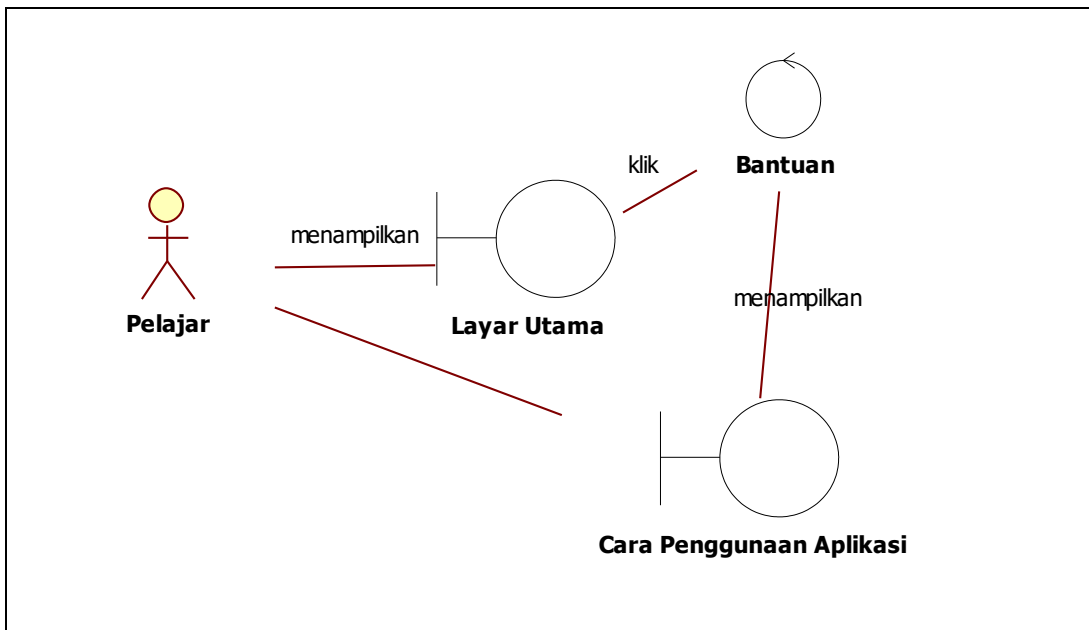 klik
Bantuan
menampilkan
Pelajar
Layar Utama
menampilkan
Cara Penggunaan Aplikasi